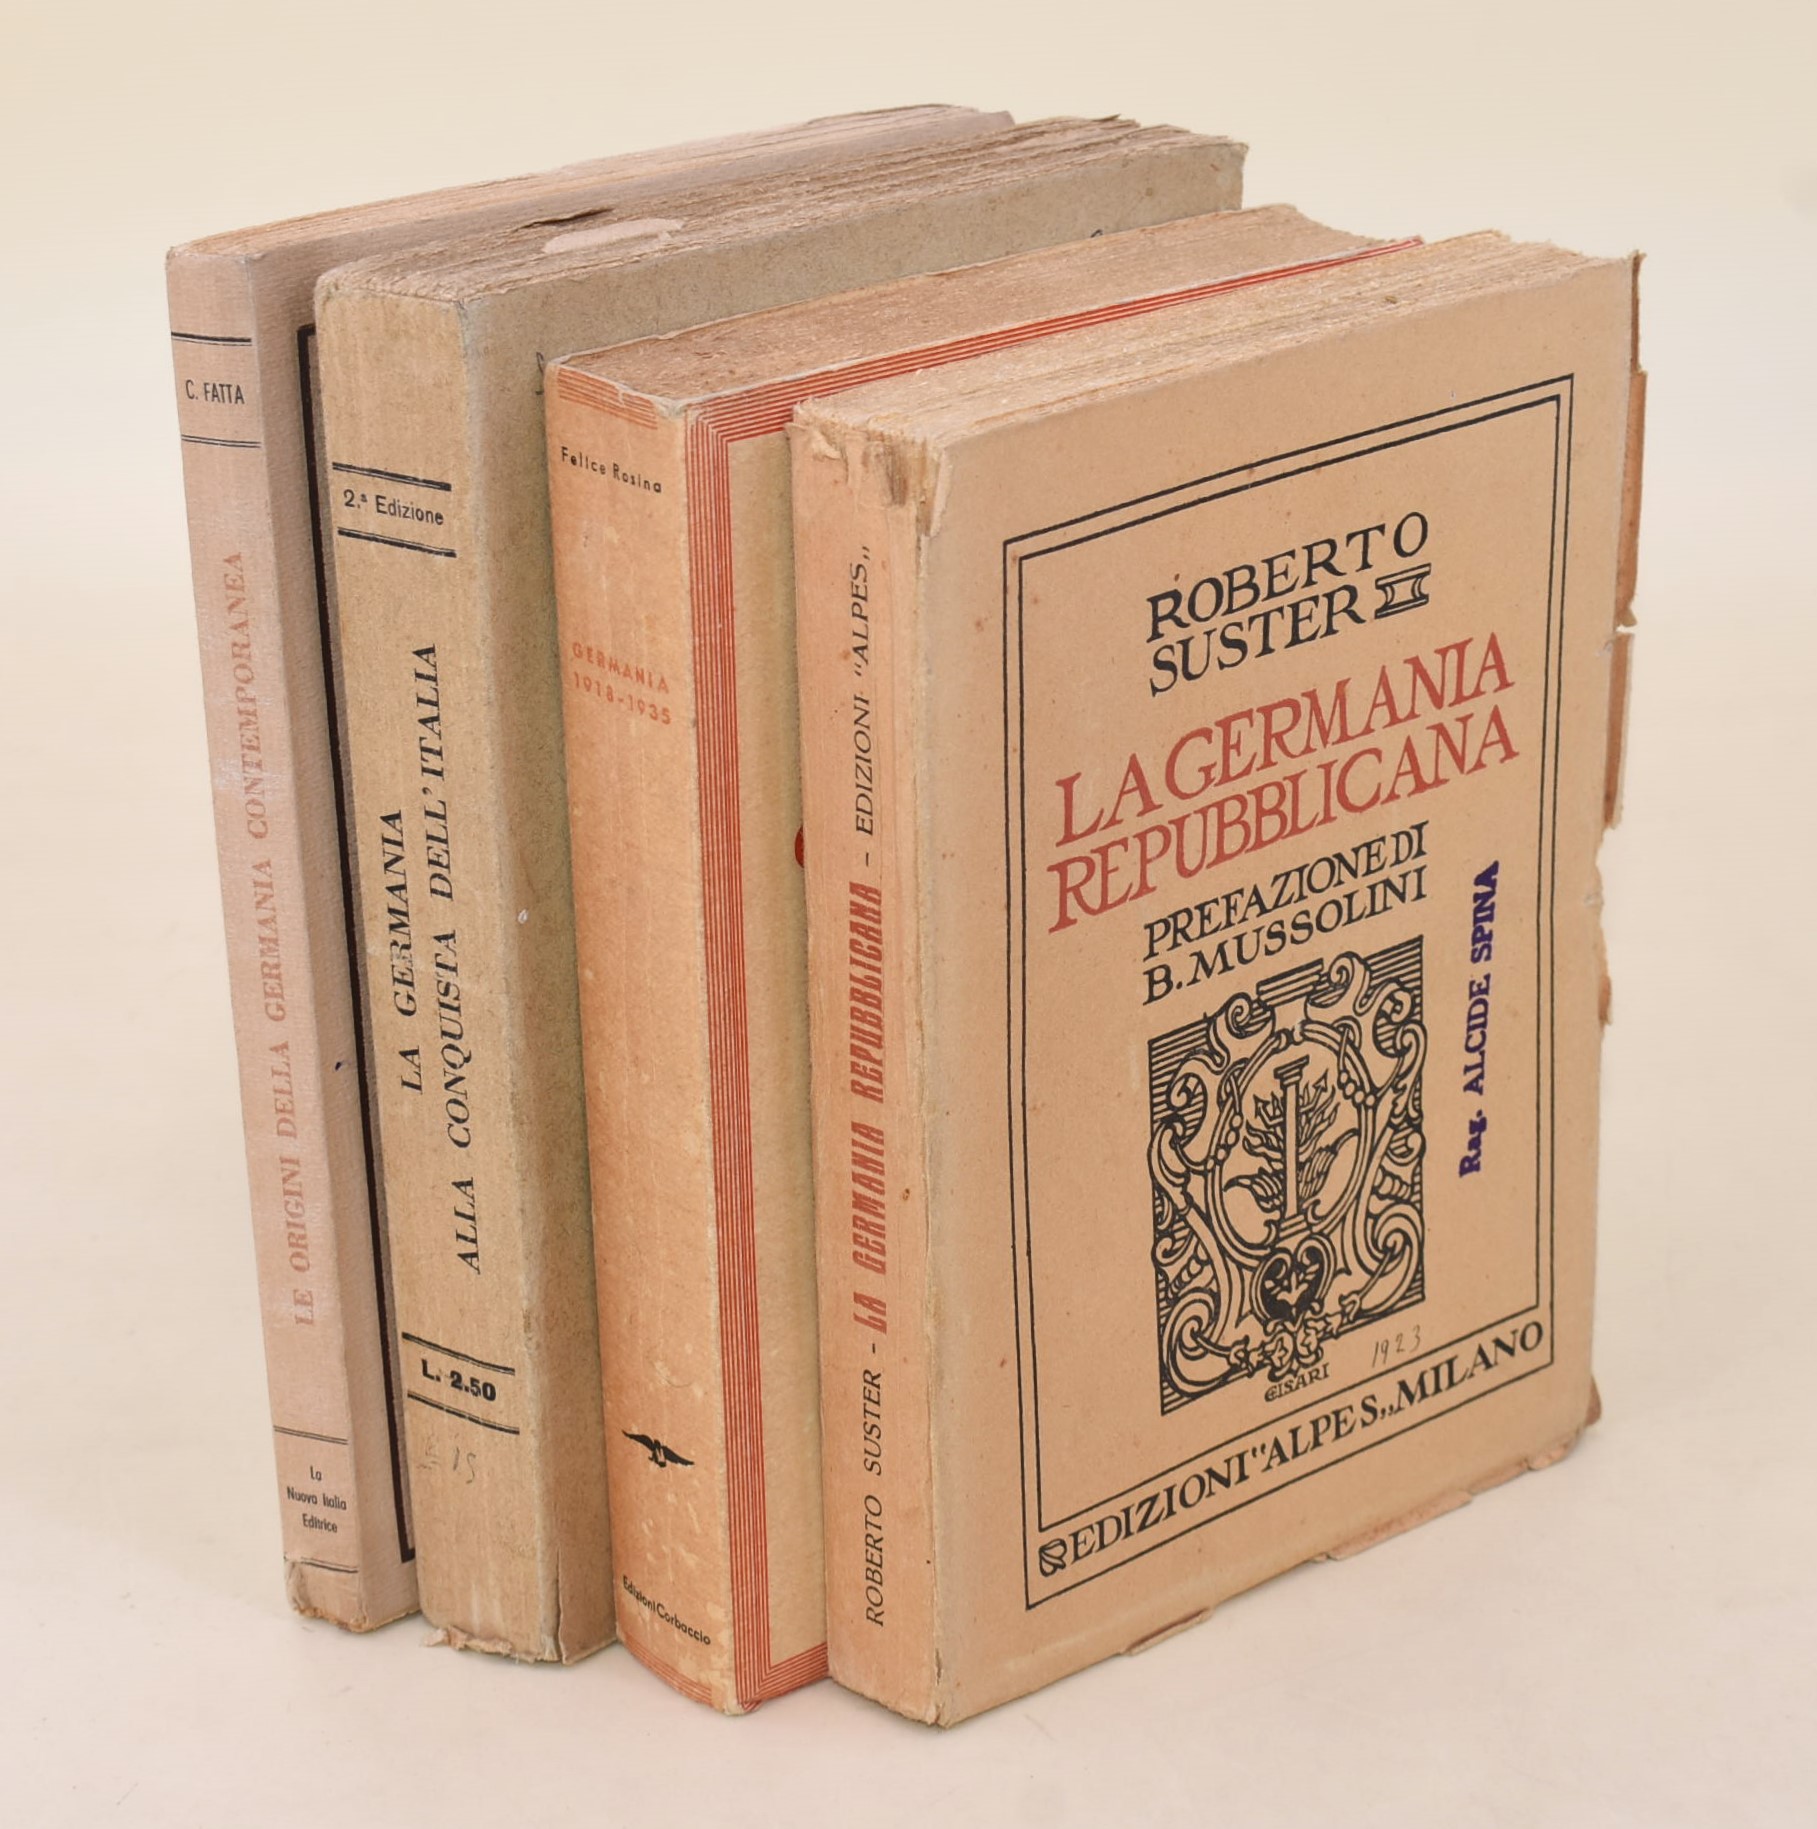 C. FATTA
LE ORIGINI DELLA GERMANIA CONTEMPORANEA
La
Nuova Italia
Editrice
2.ª Edizione
LA GERMANIA
ALLA CONQUISTA DELL'ITALIA
L. 2.50
Felice Rosina
GERMANIA
1918-1935
Edizioni Corbaccio
ROBERTO SUSTER - LA GERMANIA REPUBBLICANA - EDIZIONI "ALPES„
ROBERTO
SUSTER
LA GERMANIA
REPUBBLICANA
PREFAZIONE DI
B. MUSSOLINI
Rag. ALCIDE SPINA
CISARI
1923
EDIZIONI "ALPES„ MILANO